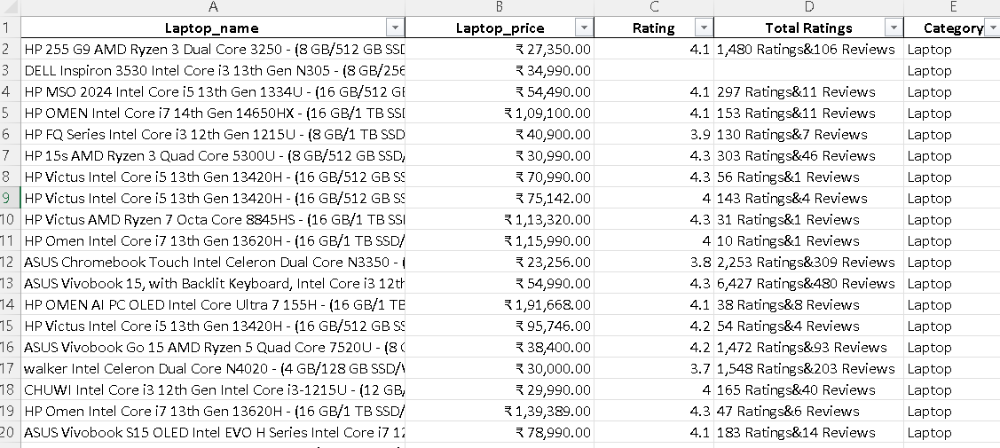 A B C D E
1 Laptop_name Laptop_price Rating Total Ratings Category
2 HP 255 G9 AMD Ryzen 3 Dual Core 3250 - (8 GB/512 GB SSD ₹ 27,350.00 4.1 1,480 Ratings&106 Reviews Laptop
3 DELL Inspiron 3530 Intel Core i3 13th Gen N305 - (8 GB/256 ₹ 34,990.00 Laptop
4 HP MSO 2024 Intel Core i5 13th Gen 1334U - (16 GB/512 GB ₹ 54,490.00 4.1 297 Ratings&11 Reviews Laptop
5 HP OMEN Intel Core i7 14th Gen 14650HX - (16 GB/1 TB SSD ₹ 1,09,100.00 4.1 153 Ratings&11 Reviews Laptop
6 HP FQ Series Intel Core i3 12th Gen 1215U - (8 GB/1 TB SSD ₹ 40,900.00 3.9 130 Ratings&7 Reviews Laptop
7 HP 15s AMD Ryzen 3 Quad Core 5300U - (8 GB/512 GB SSD/ ₹ 30,990.00 4.3 303 Ratings&46 Reviews Laptop
8 HP Victus Intel Core i5 13th Gen 13420H - (16 GB/512 GB SS ₹ 70,990.00 4.3 56 Ratings&1 Reviews Laptop
9 HP Victus Intel Core i5 13th Gen 13420H - (16 GB/512 GB SS ₹ 75,142.00 4 143 Ratings&4 Reviews Laptop
10 HP Victus AMD Ryzen 7 Octa Core 8845HS - (16 GB/1 TB SSI ₹ 1,13,320.00 4.3 31 Ratings&1 Reviews Laptop
11 HP Omen Intel Core i7 13th Gen 13620H - (16 GB/1 TB SSD/ ₹ 1,15,990.00 4 10 Ratings&1 Reviews Laptop
12 ASUS Chromebook Touch Intel Celeron Dual Core N3350 - ( ₹ 23,256.00 3.8 2,253 Ratings&309 Reviews Laptop
13 ASUS Vivobook 15, with Backlit Keyboard, Intel Core i3 12th ₹ 54,990.00 4.3 6,427 Ratings&480 Reviews Laptop
14 HP OMEN AI PC OLED Intel Core Ultra 7 155H - (16 GB/1 TB ₹ 1,91,668.00 4.1 38 Ratings&8 Reviews Laptop
15 HP Victus Intel Core i5 13th Gen 13420H - (16 GB/512 GB SS ₹ 95,746.00 4.2 54 Ratings&4 Reviews Laptop
16 ASUS Vivobook Go 15 AMD Ryzen 5 Quad Core 7520U - (8 G ₹ 38,400.00 4.2 1,472 Ratings&93 Reviews Laptop
17 walker Intel Celeron Dual Core N4020 - (4 GB/128 GB SSD/ ₹ 30,000.00 3.7 1,548 Ratings&203 Reviews Laptop
18 CHUWI Intel Core i3 12th Gen Intel Core i3-1215U - (12 GB/ ₹ 29,990.00 4 165 Ratings&40 Reviews Laptop
19 HP Omen Intel Core i7 13th Gen 13620H - (16 GB/1 TB SSD/ ₹ 1,39,389.00 4.3 47 Ratings&6 Reviews Laptop
20 ASUS Vivobook S15 OLED Intel EVO H Series Intel Core i7 12 ₹ 78,990.00 4.1 183 Ratings&14 Reviews Laptop